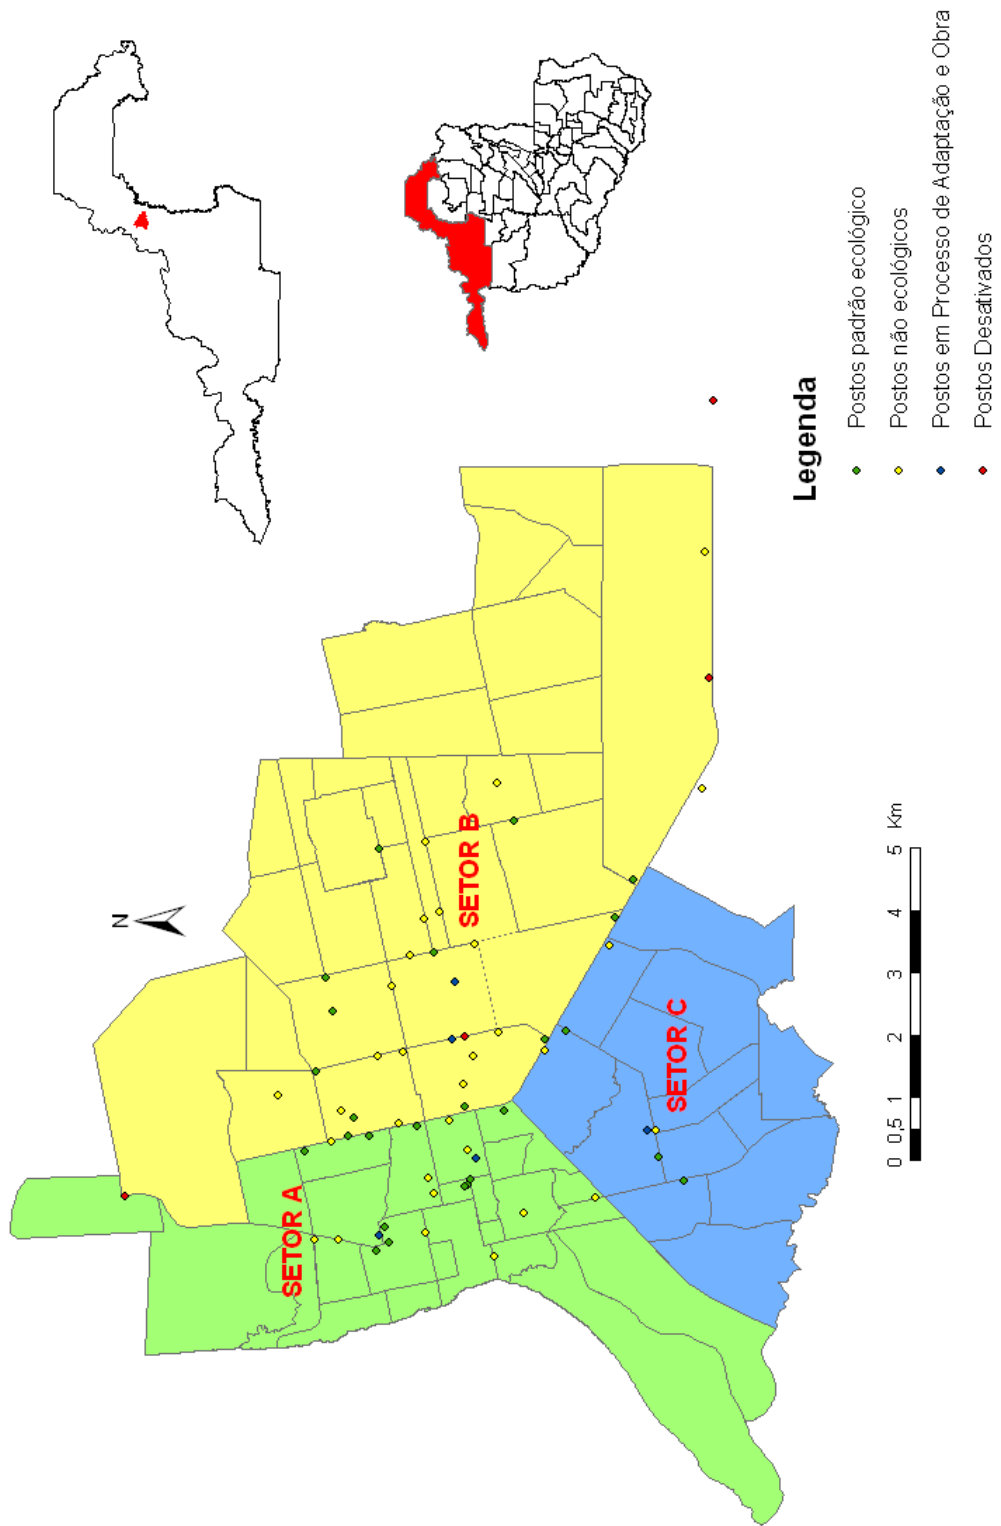 N
SETOR A
SETOR B
SETOR C
0 0,5 1 2 3 4 5 Km
Legenda
Postos padrão ecológico
Postos não ecológicos
Postos em Processo de Adaptação e Obra
Postos Desativados